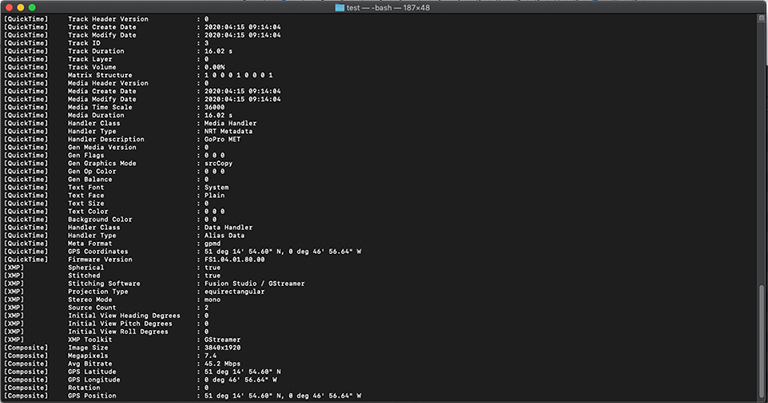 test — -bash — 187×48
[QuickTime] Track Header Version : 0
[QuickTime] Track Create Date : 2020:04:15 09:14:04
[QuickTime] Track Modify Date : 2020:04:15 09:14:04
[QuickTime] Track ID : 3
[QuickTime] Track Duration : 16.02 s
[QuickTime] Track Layer : 0
[QuickTime] Track Volume : 0.00%
[QuickTime] Matrix Structure : 1 0 0 0 1 0 0 0 1
[QuickTime] Media Header Version : 0
[QuickTime] Media Create Date : 2020:04:15 09:14:04
[QuickTime] Media Modify Date : 2020:04:15 09:14:04
[QuickTime] Media Time Scale : 36000
[QuickTime] Media Duration : 16.02 s
[QuickTime] Handler Class : Media Handler
[QuickTime] Handler Type : NRT Metadata
[QuickTime] Handler Description : GoPro MET
[QuickTime] Gen Media Version : 0
[QuickTime] Gen Flags : 0 0 0
[QuickTime] Gen Graphics Mode : srcCopy
[QuickTime] Gen Op Color : 0 0 0
[QuickTime] Gen Balance : 0
[QuickTime] Text Font : System
[QuickTime] Text Face : Plain
[QuickTime] Text Size : 0
[QuickTime] Text Color : 0 0 0
[QuickTime] Background Color : 0 0
[QuickTime] Handler Class : Data Handler
[QuickTime] Handler Type : Alias Data
[QuickTime] Meta Format : gpmd
[QuickTime] GPS Coordinates : 51 deg 14' 54.60" N, 0 deg 46' 56.64" W
[QuickTime] Firmware Version : FS1.04.01.80.00
[XMP] Spherical : true
[XMP] Stitched : true
[XMP] Stitching Software : Fusion Studio / GStreamer
[XMP] Projection Type : equirectangular
[XMP] Stereo Mode : mono
[XMP] Source Count : 2
[XMP] Initial View Heading Degrees : 0
[XMP] Initial View Pitch Degrees : 0
[XMP] Initial View Roll Degrees : 0
[XMP] XMP Toolkit : GStreamer
[Composite] Image Size : 3840x1920
[Composite] Megapixels : 7.4
[Composite] Avg Bitrate : 45.2 Mbps
[Composite] GPS Latitude : 51 deg 14' 54.60" N
[Composite] GPS Longitude : 0 deg 46' 56.64" W
[Composite] Rotation : 0
[Composite] GPS Position : 51 deg 14' 54.60" N, 0 deg 46' 56.64" W